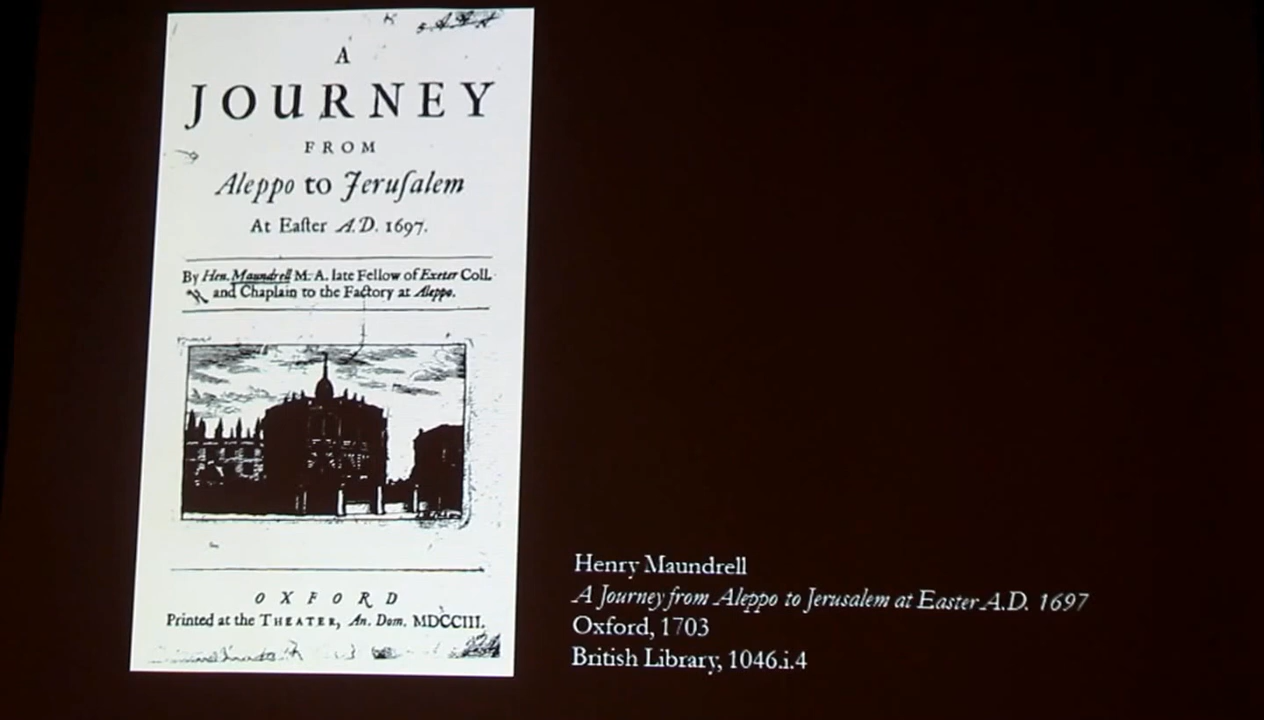 A
JOURNEY
FROM
Aleppo to Jeruſalem
At Eaſter A.D. 1697.
By Hen. Maundrell M. A. late Fellow of Exeter Coll.
and Chaplain to the Factory at Aleppo.
OXFORD
Printed at the THEATER, An. Dom. MDCCIII.
Henry Maundrell
A Journey from Aleppo to Jerusalem at Easter A.D. 1697
Oxford, 1703
British Library, 1046.i.4